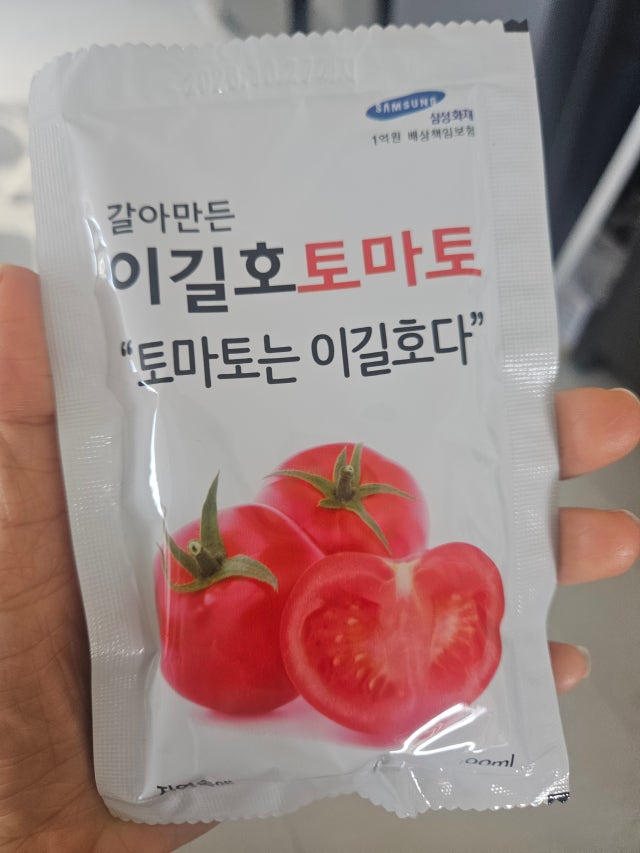 SAMSUNG
삼성화재
1억원 배상책임보험
갈아만든
이길호토마토
“토마토는 이길호다”